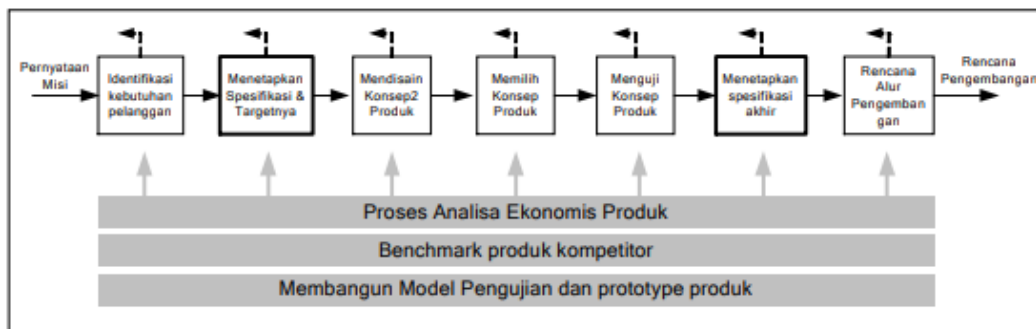 Pernyataan
Misi
Identifikasi
kebutuhan
pelanggan
Menetapkan
Spesifikasi &
Targetnya
Mendisain
Konsep2
Produk
Memilih
Konsep
Produk
Menguji
Konsep
Produk
Menetapkan
spesifikasi
akhir
Rencana
Alur
Pengemban
gan
Rencana
Pengembangan
Proses Analisa Ekonomis Produk
Benchmark produk kompetitor
Membangun Model Pengujian dan prototype produk